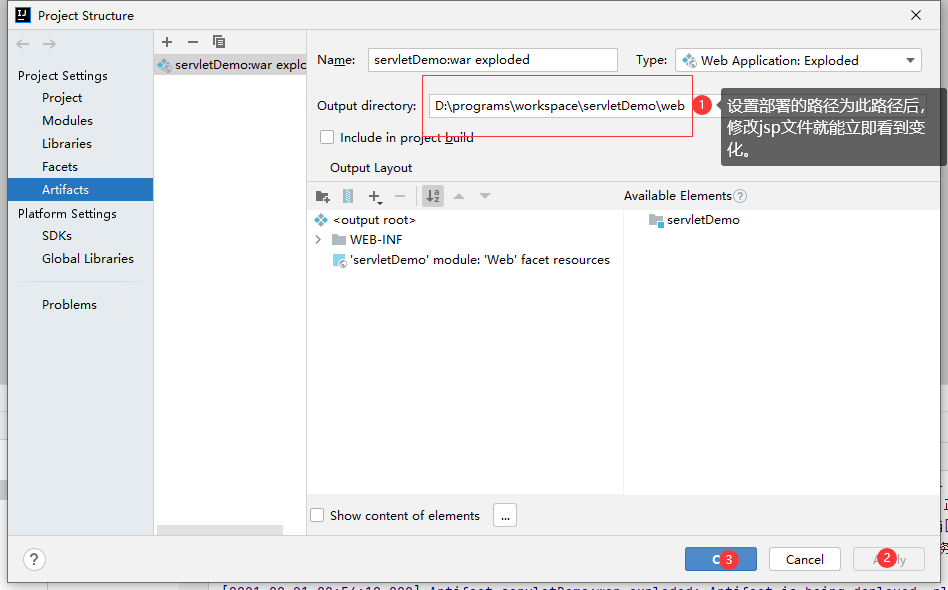 Project Structure
Project Settings
Project
Modules
Libraries
Facets
Artifacts
Platform Settings
SDKs
Global Libraries
Problems
servletDemo:war explo
Name: servletDemo:war exploded Type: Web Application: Exploded
Output directory: D:\programs\workspace\servletDemo\web
1
设置部署的路径为此路径后，
修改jsp文件就能立即看到变
化。
Include in project build
Output Layout
Available Elements
<output root>
servletDemo
WEB-INF
'servletDemo' module: 'Web' facet resources
Show content of elements ...
?
3
Cancel
2